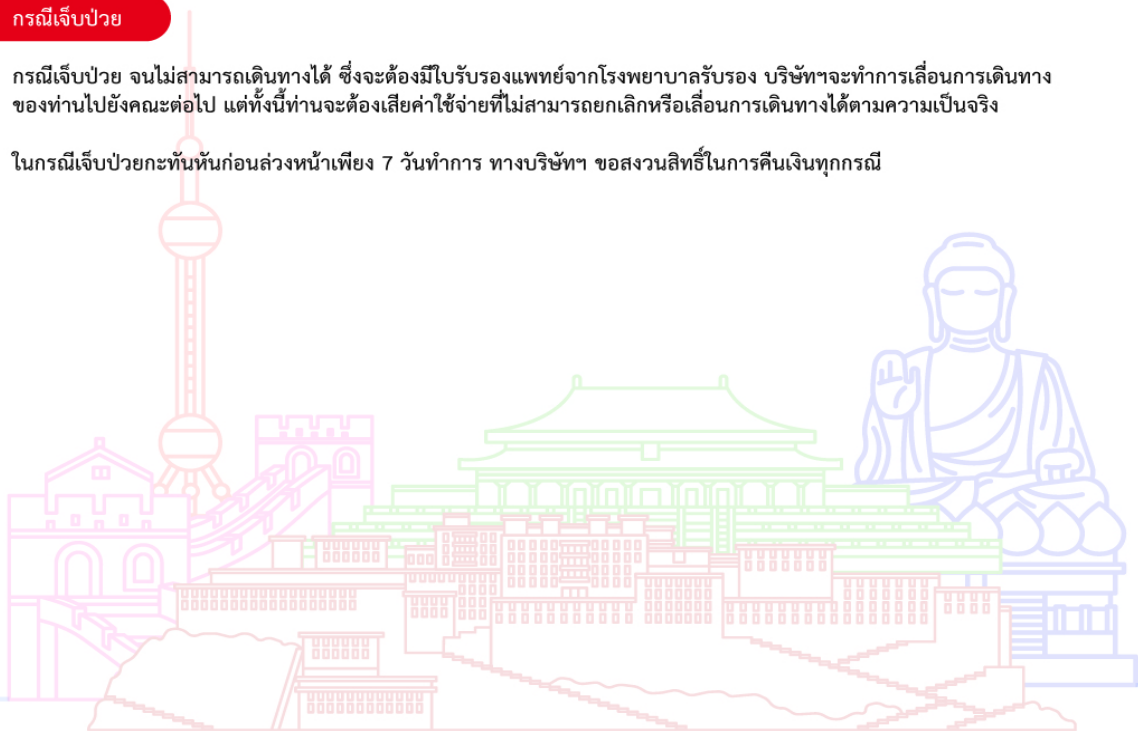 กรณีเจ็บป่วย
กรณีเจ็บป่วย จนไม่สามารถเดินทางได้ ซึ่งจะต้องมีใบรับรองแพทย์จากโรงพยาบาลรับรอง บริษัทฯจะทำการเลื่อนการเดินทาง
ของท่านไปยังคณะต่อไป แต่ทั้งนี้ท่านจะต้องเสียค่าใช้จ่ายที่ไม่สามารถยกเลิกหรือเลื่อนการเดินทางได้ตามความเป็นจริง
ในกรณีเจ็บป่วยกะทันหันก่อนล่วงหน้าเพียง 7 วันทำการ ทางบริษัทฯ ขอสงวนสิทธิ์ในการคืนเงินทุกกรณี